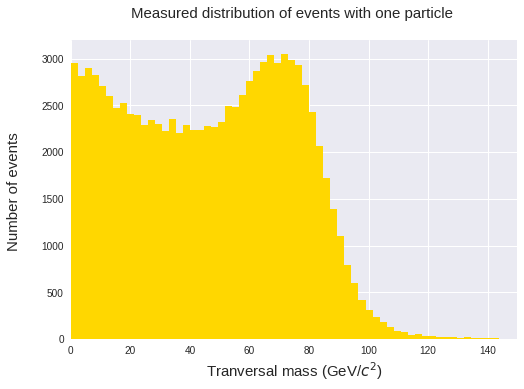 Measured distribution of events with one particle
Number of events
3000
2500
2000
1500
1000
500
0
0 20 40 60 80 100 120 140
Tranversal mass (GeV/c²)